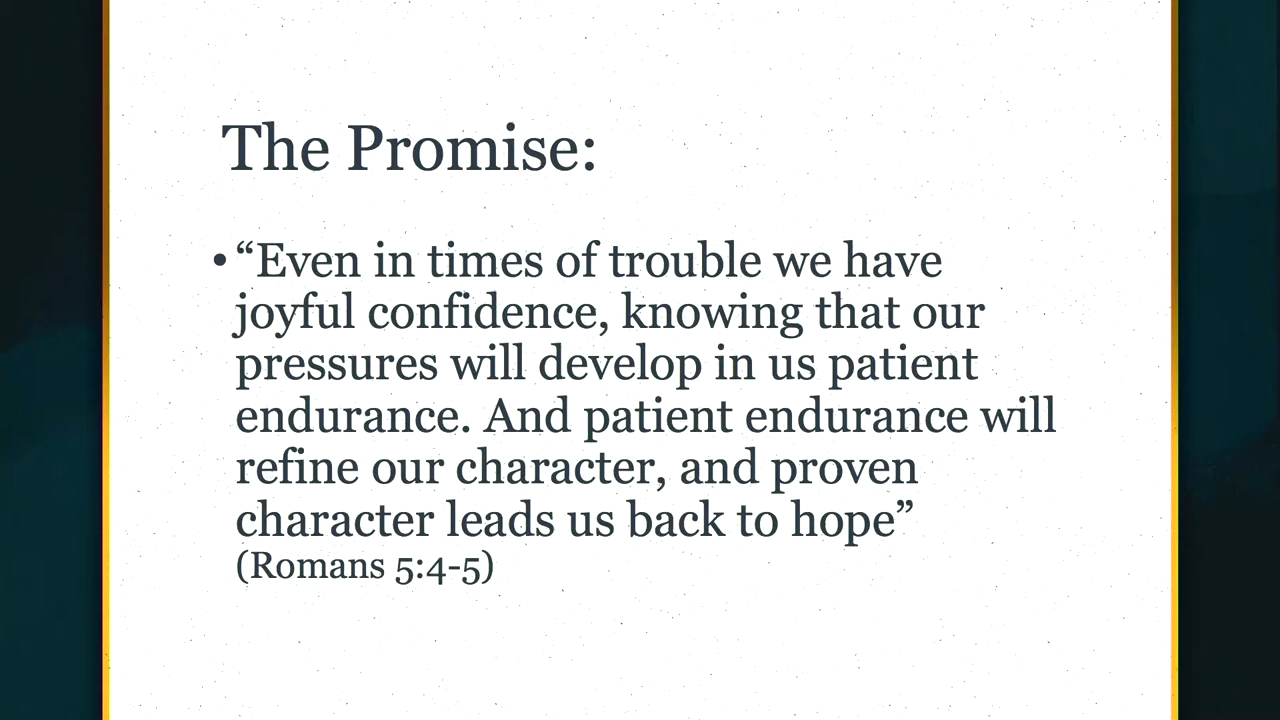 The Promise:
• “Even in times of trouble we have
joyful confidence, knowing that our
pressures will develop in us patient
endurance. And patient endurance will
refine our character, and proven
character leads us back to hope”
(Romans 5:4-5)